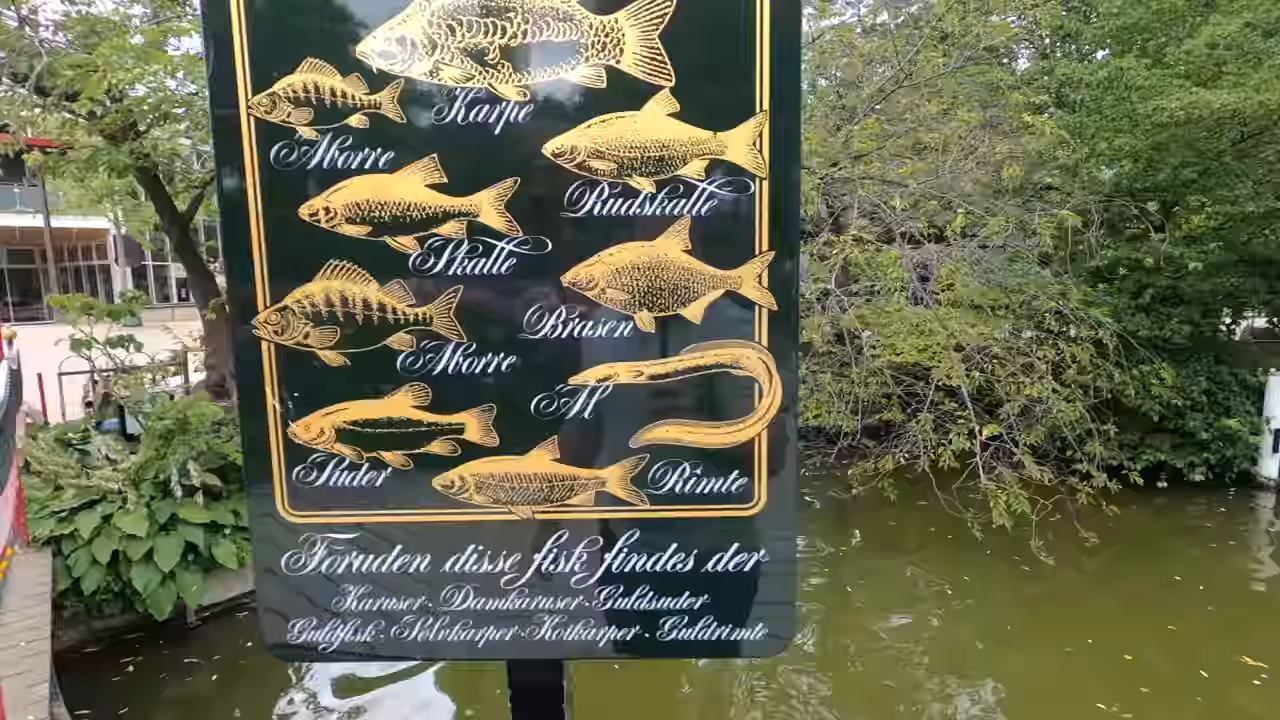 Karpe
Aborre
Rudskalle
Skalle
Brasen
Aborre
Ål
Suder
Rimte
Foruden disse fisk findes der
Karuser · Damkaruser · Guldsuder
Guldfisk · Sølvkarper · Koikarper · Guldrimte